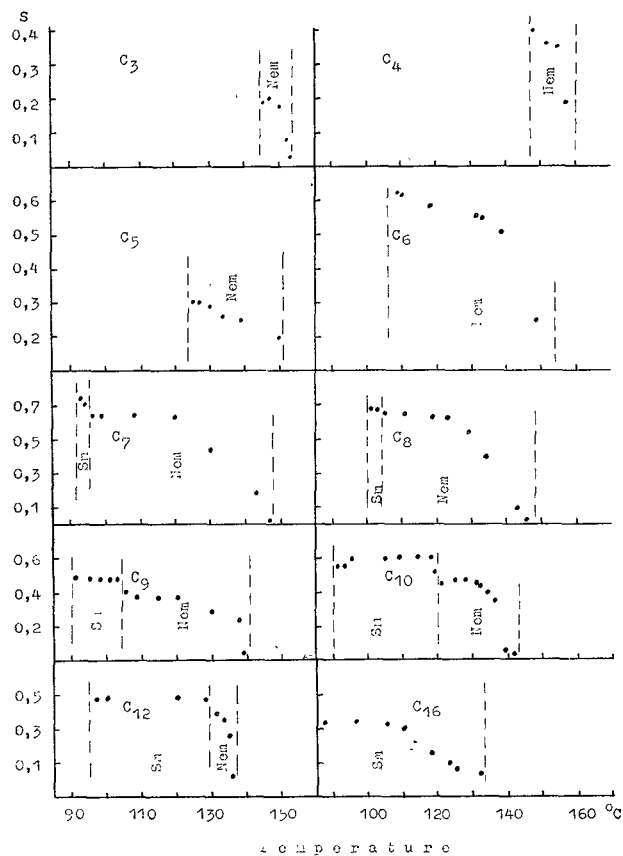 S
0,4
0,3
0,2
0,1
C3
Nem
C4
Nem
0,6
0,5
0,3
0,2
C5
Nem
C6
Nem
0,7
0,5
0,3
0,1
C7
Sm
Nem
C8
Sm
Nem
0,6
0,4
0,2
C9
Sm
Nem
C10
Sm
Nem
0,5
0,3
0,1
C12
Sm
Nem
C16
Sm
90 110 130 150 100 120 140 160 °C
Temperature